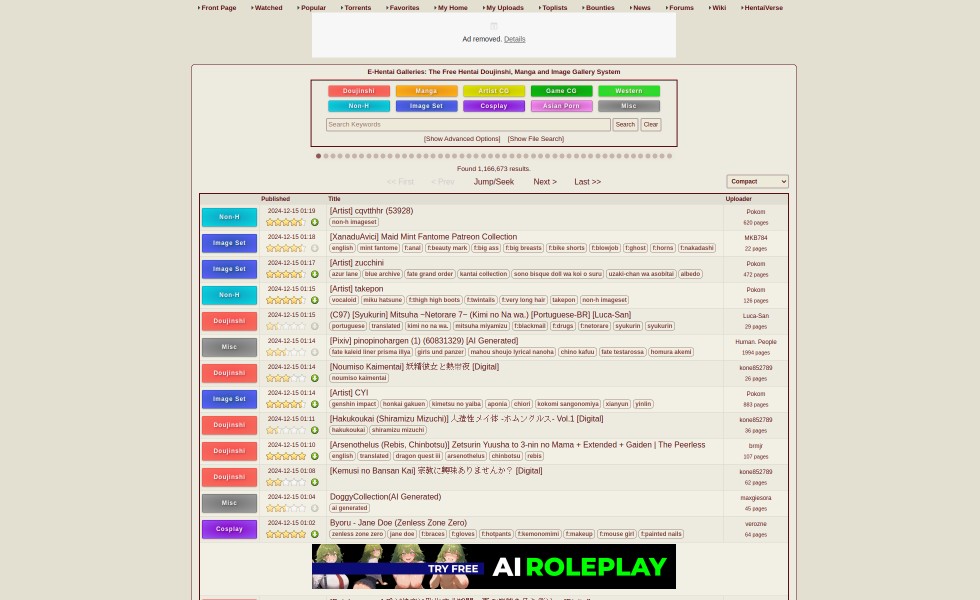 Front Page Watched Popular Torrents Favorites My Home My Uploads Toplists Bounties News Forums Wiki HentaiVerse
Ad removed. Details
E-Hentai Galleries: The Free Hentai Doujinshi, Manga and Image Gallery System
Doujinshi Manga Artist CG Game CG Western
Non-H Image Set Cosplay Asian Porn Misc
Search Keywords Search Clear
[Show Advanced Options] [Show File Search]
Found 1,166,673 results.
<< First < Prev Jump/Seek Next > Last >> Compact
Published Title Uploader
Non-H 2024-12-15 01:19 [Artist] cqvtthhr (53928) Pokom
non-h imageset 620 pages
Image Set 2024-12-15 01:18 [XanaduAvici] Maid Mint Fantome Patreon Collection MKB784
english mint fantome f:anal f:beauty mark f:big ass f:big breasts f:bike shorts f:blowjob f:ghost f:horns f:nakadashi 22 pages
Image Set 2024-12-15 01:17 [Artist] zucchini Pokom
azur lane blue archive fate grand order kantai collection sono bisque doll wa koi o suru uzaki-chan wa asobitai albedo 472 pages
Non-H 2024-12-15 01:15 [Artist] takepon Pokom
vocaloid miku hatsune f:thigh high boots f:twintails f:very long hair takepon non-h imageset 126 pages
Doujinshi 2024-12-15 01:15 (C97) [Syukurin] Mitsuha ~Netorare 7~ (Kimi no Na wa.) [Portuguese-BR] [Luca-San] Luca-San
portuguese translated kimi no na wa. mitsuha miyamizu f:blackmail f:drugs f:netorare syukurin syukurin 29 pages
Misc 2024-12-15 01:14 [Pixiv] pinopinohargen (1) (60831329) [AI Generated] Human. People
fate kaleid liner prisma illya girls und panzer mahou shoujo lyrical nanoha chino kafuu fate testarossa homura akemi 1994 pages
Doujinshi 2024-12-15 01:14 [Noumiso Kaimentai] 妖精彼女と熱帯夜 [Digital] kone852789
noumiso kaimentai 26 pages
Image Set 2024-12-15 01:14 [Artist] CYI Pokom
genshin impact honkai gakuen kimetsu no yaiba aponia chiori kokomi sangonomiya xianyun yinlin 883 pages
Doujinshi 2024-12-15 01:11 [Hakukoukai (Shiramizu Mizuchi)] 人造性メイ体 -ホムンクルス- Vol.1 [Digital] kone852789
hakukoukai shiramizu mizuchi 36 pages
Doujinshi 2024-12-15 01:10 [Arsenothelus (Rebis, Chinbotsu)] Zetsurin Yuusha to 3-nin no Mama + Extended + Gaiden | The Peerless brmjr
english translated dragon quest iii arsenothelus chinbotsu rebis 107 pages
Doujinshi 2024-12-15 01:08 [Kemusi no Bansan Kai] 宗教に興味ありませんか？ [Digital] kone852789
62 pages
Misc 2024-12-15 01:04 DoggyCollection(AI Generated) maxgiesora
ai generated 45 pages
Cosplay 2024-12-15 01:02 Byoru - Jane Doe (Zenless Zone Zero) verozne
zenless zone zero jane doe f:braces f:gloves f:hotpants f:kemonomimi f:makeup f:mouse girl f:painted nails 64 pages
TRY FREE AI ROLEPLAY